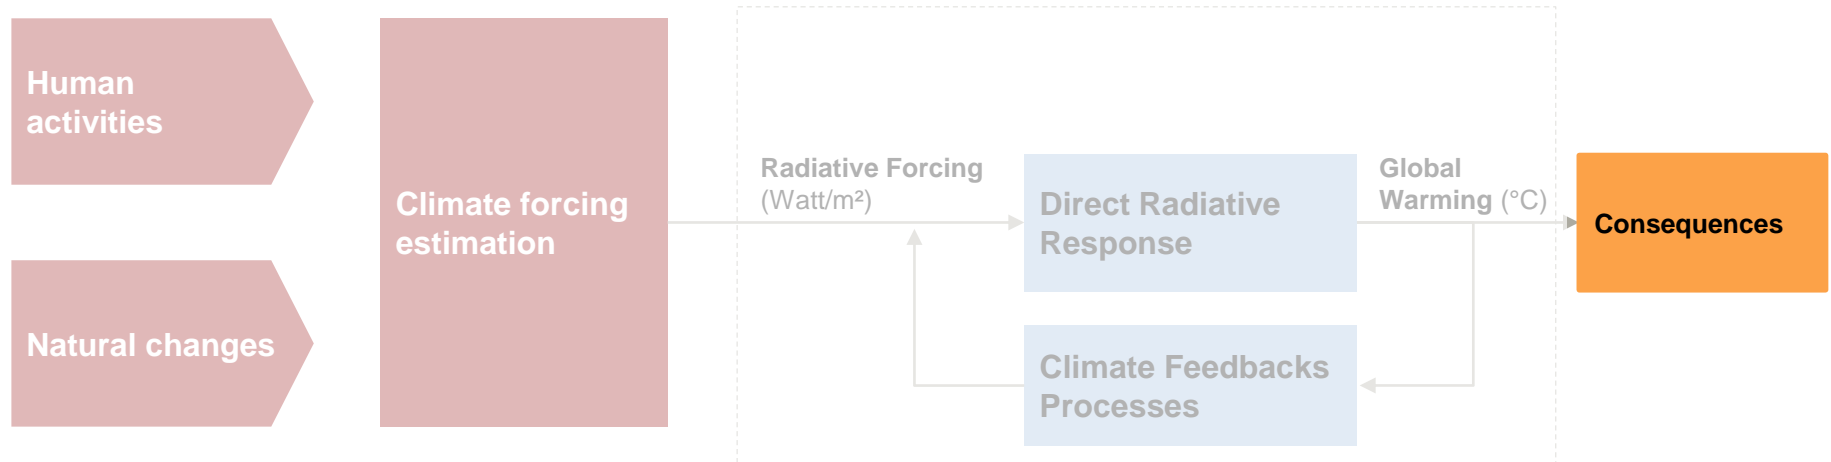 Human
activities
Natural changes
Climate forcing
estimation
Radiative Forcing
(Watt/m²)
Direct Radiative
Response
Climate Feedbacks
Processes
Global
Warming (°C)
Consequences